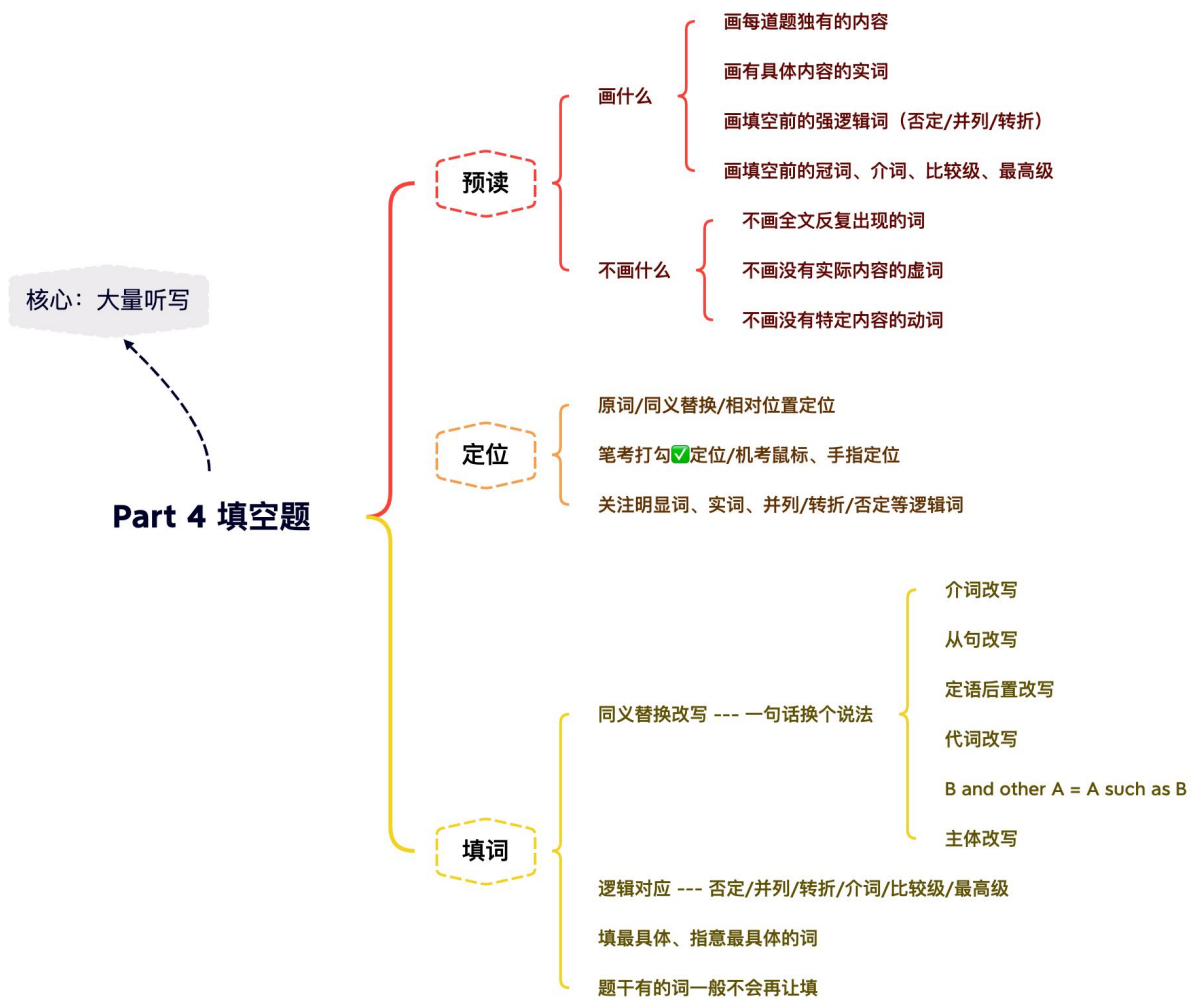 核心：大量听写
Part 4 填空题
预读
画什么
画每道题独有的内容
画有具体内容的实词
画填空前的强逻辑词（否定/并列/转折）
画填空前的冠词、介词、比较级、最高级
不画什么
不画全文反复出现的词
不画没有实际内容的虚词
不画没有特定内容的动词
定位
原词/同义替换/相对位置定位
笔考打勾✅定位/机考鼠标、手指定位
关注明显词、实词、并列/转折/否定等逻辑词
填词
同义替换改写 --- 一句话换个说法
介词改写
从句改写
定语后置改写
代词改写
B and other A = A such as B
主体改写
逻辑对应 --- 否定/并列/转折/介词/比较级/最高级
填最具体、指意最具体的词
题干有的词一般不会再让填